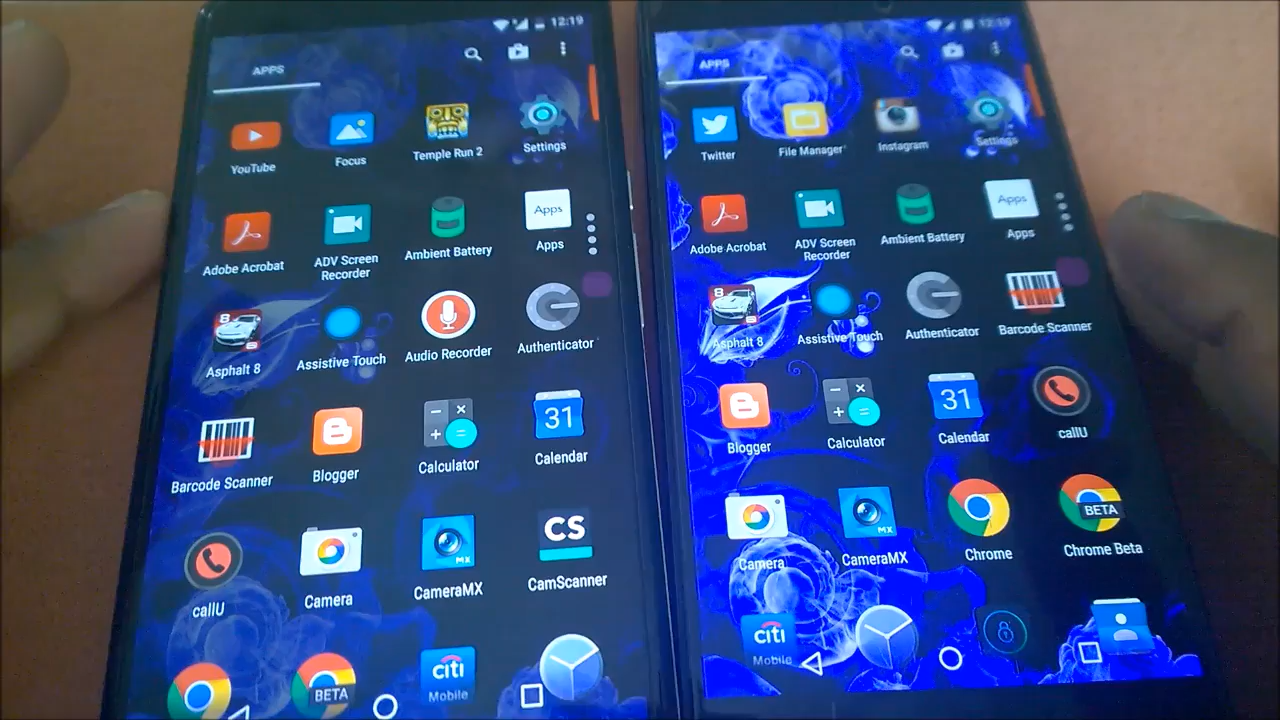 12:19
APPS
YouTube
Focus
Temple Run 2
Settings
Adobe Acrobat
ADV Screen
Recorder
Ambient Battery
Apps
Apps
8
Asphalt 8
Assistive Touch
Audio Recorder
Authenticator
Barcode Scanner
Blogger
Calculator
31
Calendar
callU
Camera
MX
CameraMX
CS
CamScanner
BETA
citi
Mobile
12:19
APPS
Twitter
File Manager
Instagram
Settings
Adobe Acrobat
ADV Screen
Recorder
Ambient Battery
Apps
Apps
8
Asphalt 8
Assistive Touch
Authenticator
Barcode Scanner
Blogger
Calculator
31
Calendar
callU
Camera
MX
CameraMX
Chrome
BETA
Chrome Beta
citi
Mobile